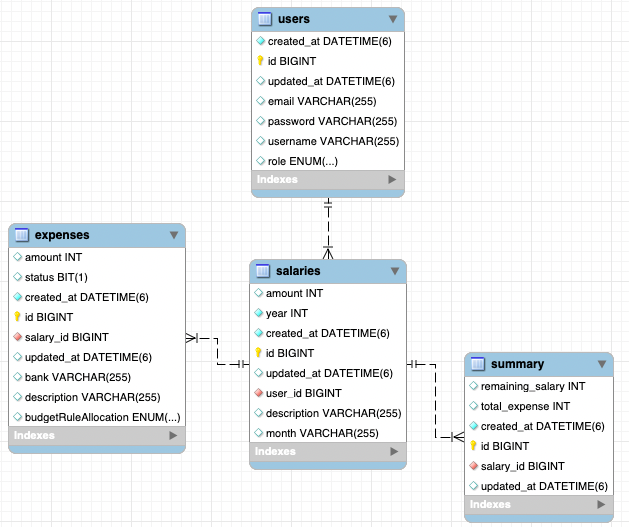 users
created_at DATETIME(6)
id BIGINT
updated_at DATETIME(6)
email VARCHAR(255)
password VARCHAR(255)
username VARCHAR(255)
role ENUM(...)
Indexes
expenses
amount INT
status BIT(1)
created_at DATETIME(6)
id BIGINT
salary_id BIGINT
updated_at DATETIME(6)
bank VARCHAR(255)
description VARCHAR(255)
budgetRuleAllocation ENUM(...)
Indexes
salaries
amount INT
year INT
created_at DATETIME(6)
id BIGINT
updated_at DATETIME(6)
user_id BIGINT
description VARCHAR(255)
month VARCHAR(255)
Indexes
summary
remaining_salary INT
total_expense INT
created_at DATETIME(6)
id BIGINT
salary_id BIGINT
updated_at DATETIME(6)
Indexes